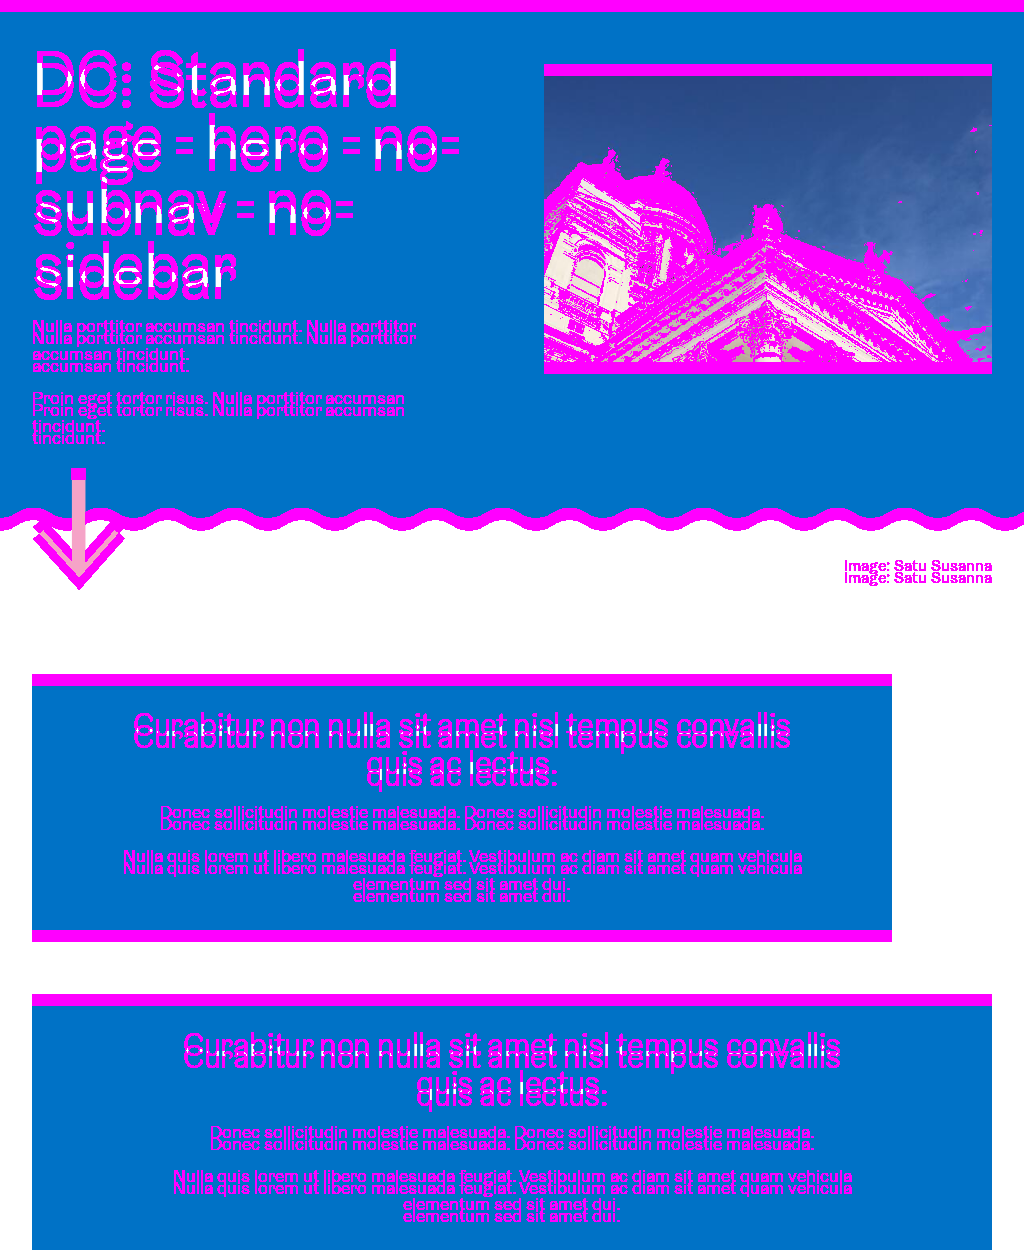 DC: Standard
page - hero - no-
subnav - no-
sidebar
Nulla porttitor accumsan tincidunt. Nulla porttitor
accumsan tincidunt.
Proin eget tortor risus. Nulla porttitor accumsan
tincidunt.
Image: Satu Susanna
Curabitur non nulla sit amet nisl tempus convallis
quis ac lectus.
Donec sollicitudin molestie malesuada. Donec sollicitudin molestie malesuada.
Nulla quis lorem ut libero malesuada feugiat. Vestibulum ac diam sit amet quam vehicula
elementum sed sit amet dui.
Curabitur non nulla sit amet nisl tempus convallis
quis ac lectus.
Donec sollicitudin molestie malesuada. Donec sollicitudin molestie malesuada.
Nulla quis lorem ut libero malesuada feugiat. Vestibulum ac diam sit amet quam vehicula
elementum sed sit amet dui.